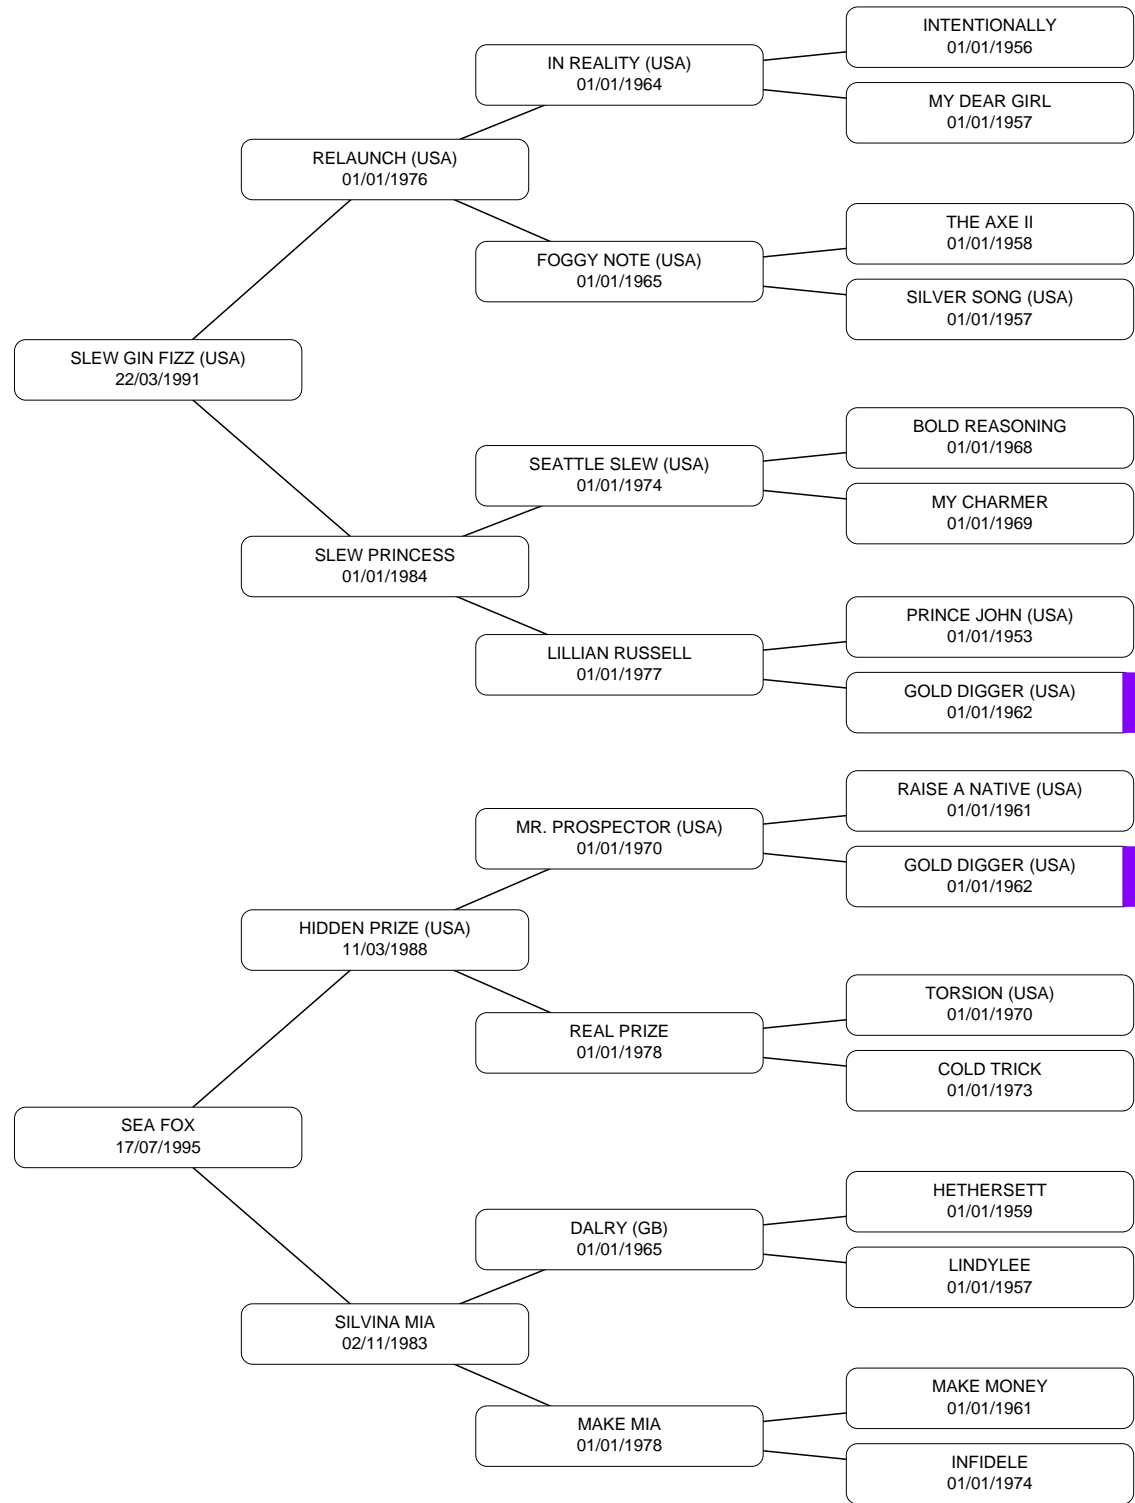 INTENTIONALLY
01/01/1956
IN REALITY (USA)
01/01/1964
MY DEAR GIRL
01/01/1957
RELAUNCH (USA)
01/01/1976
THE AXE II
01/01/1958
FOGGY NOTE (USA)
01/01/1965
SILVER SONG (USA)
01/01/1957
SLEW GIN FIZZ (USA)
22/03/1991
BOLD REASONING
01/01/1968
SEATTLE SLEW (USA)
01/01/1974
MY CHARMER
01/01/1969
SLEW PRINCESS
01/01/1984
PRINCE JOHN (USA)
01/01/1953
LILLIAN RUSSELL
01/01/1977
GOLD DIGGER (USA)
01/01/1962
RAISE A NATIVE (USA)
01/01/1961
MR. PROSPECTOR (USA)
01/01/1970
GOLD DIGGER (USA)
01/01/1962
HIDDEN PRIZE (USA)
11/03/1988
TORSION (USA)
01/01/1970
REAL PRIZE
01/01/1978
COLD TRICK
01/01/1973
SEA FOX
17/07/1995
HETHERSETT
01/01/1959
DALRY (GB)
01/01/1965
LINDYLEE
01/01/1957
SILVINA MIA
02/11/1983
MAKE MONEY
01/01/1961
MAKE MIA
01/01/1978
INFIDELE
01/01/1974